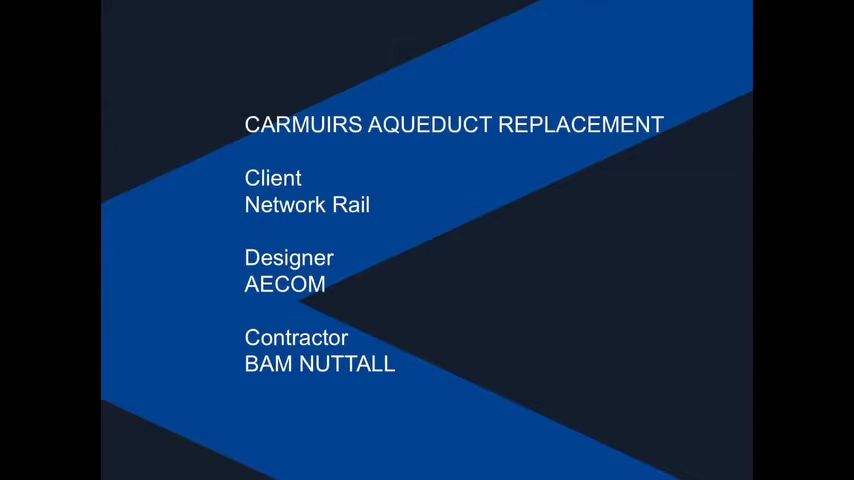 CARMUIRS AQUEDUCT REPLACEMENT
Client
Network Rail
Designer
AECOM
Contractor
BAM NUTTALL